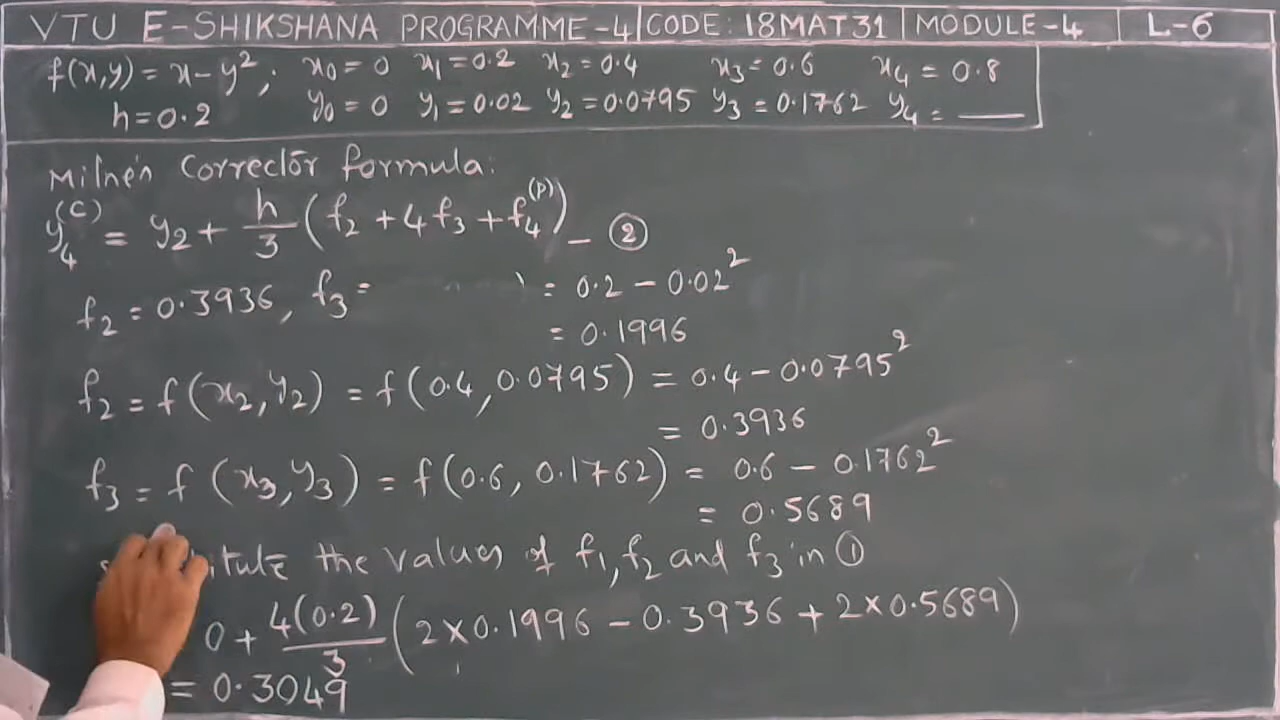 VTU E-SHIKSHANA PROGRAMME-4 | CODE: 18MAT31 | MODULE-4 | L-6
f(x,y) = x - y²; x₀ = 0 x₁ = 0.2 x₂ = 0.4 x₃ = 0.6 x₄ = 0.8
h = 0.2 y₀ = 0 y₁ = 0.02 y₂ = 0.0795 y₃ = 0.1762 y₄ = ___
Milne's Corrector formula:
y₄^(C) = y₂ + h/3 (f₂ + 4f₃ + f₄^(P)) - ②
f₂ = 0.3936, f₃ = ) = 0.2 - 0.02²
= 0.1996
f₂ = f(x₂, y₂) = f(0.4, 0.0795) = 0.4 - 0.0795²
= 0.3936
f₃ = f(x₃, y₃) = f(0.6, 0.1762) = 0.6 - 0.1762²
= 0.5689
the values of f₁, f₂ and f₃ in ①
0 + 4(0.2)/3 (2×0.1996 - 0.3936 + 2×0.5689)
= 0.3049